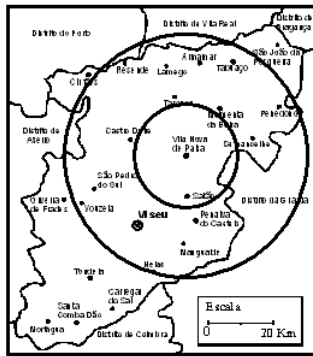 Distrito de Vila Real
Distrito de
Bragança
Distrito do Porto
São João da
Pesqueira
Armamar
Resende
Lamego
Tabuaço
Cinfães
Tarouca
Moimenta
da Beira
Penedono
Distrito de
Aveiro
Castro Daire
Sernancelhe
Vila Nova
de Paiva
São Pedro
do Sul
Oliveira
de Frades
Vouzela
Satão
Distrito da Guarda
Viseu
Penalva
do Castelo
Mangualde
Nelas
Tondela
Carregal
do Sal
Santa
Comba Dão
Mortágua
Distrito de Coimbra
Escala
0
20 Km